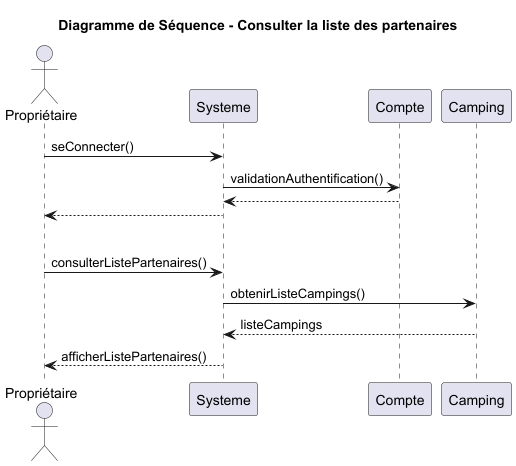 Diagramme de Séquence - Consulter la liste des partenaires
Propriétaire
Systeme
Compte
Camping
seConnecter()
validationAuthentification()
consulterListePartenaires()
obtenirListeCampings()
listeCampings
afficherListePartenaires()
Propriétaire
Systeme
Compte
Camping